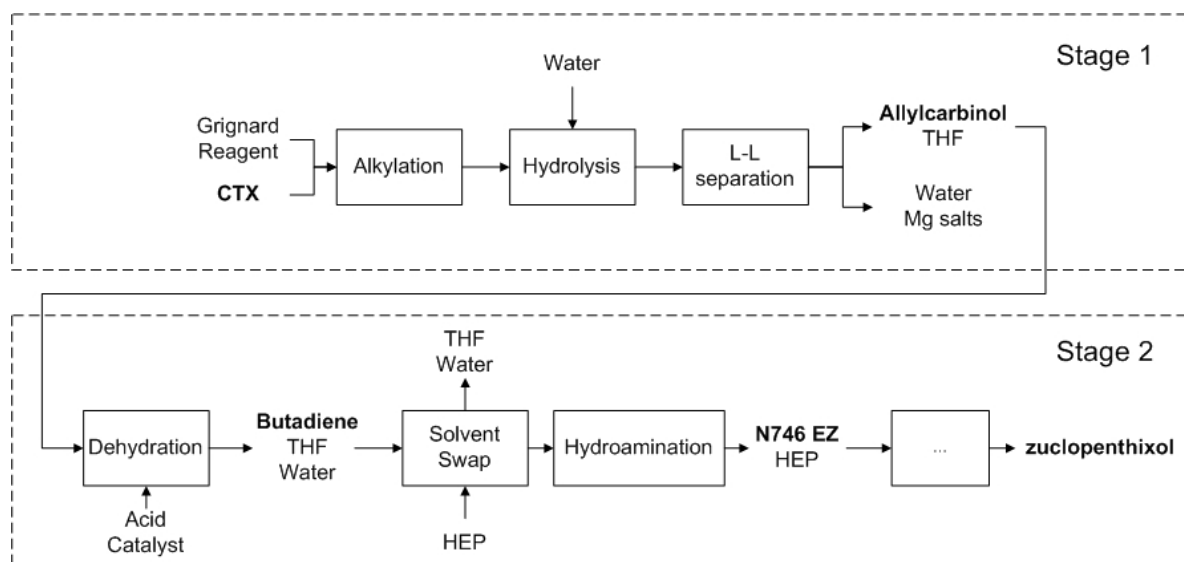 Stage 1
Water
Grignard
Reagent
CTX
Alkylation
Hydrolysis
L-L
separation
Allylcarbinol
THF
Water
Mg salts
Stage 2
THF
Water
Dehydration
Butadiene
THF
Water
Solvent
Swap
Hydroamination
N746 EZ
HEP
...
zuclopenthixol
Acid
Catalyst
HEP